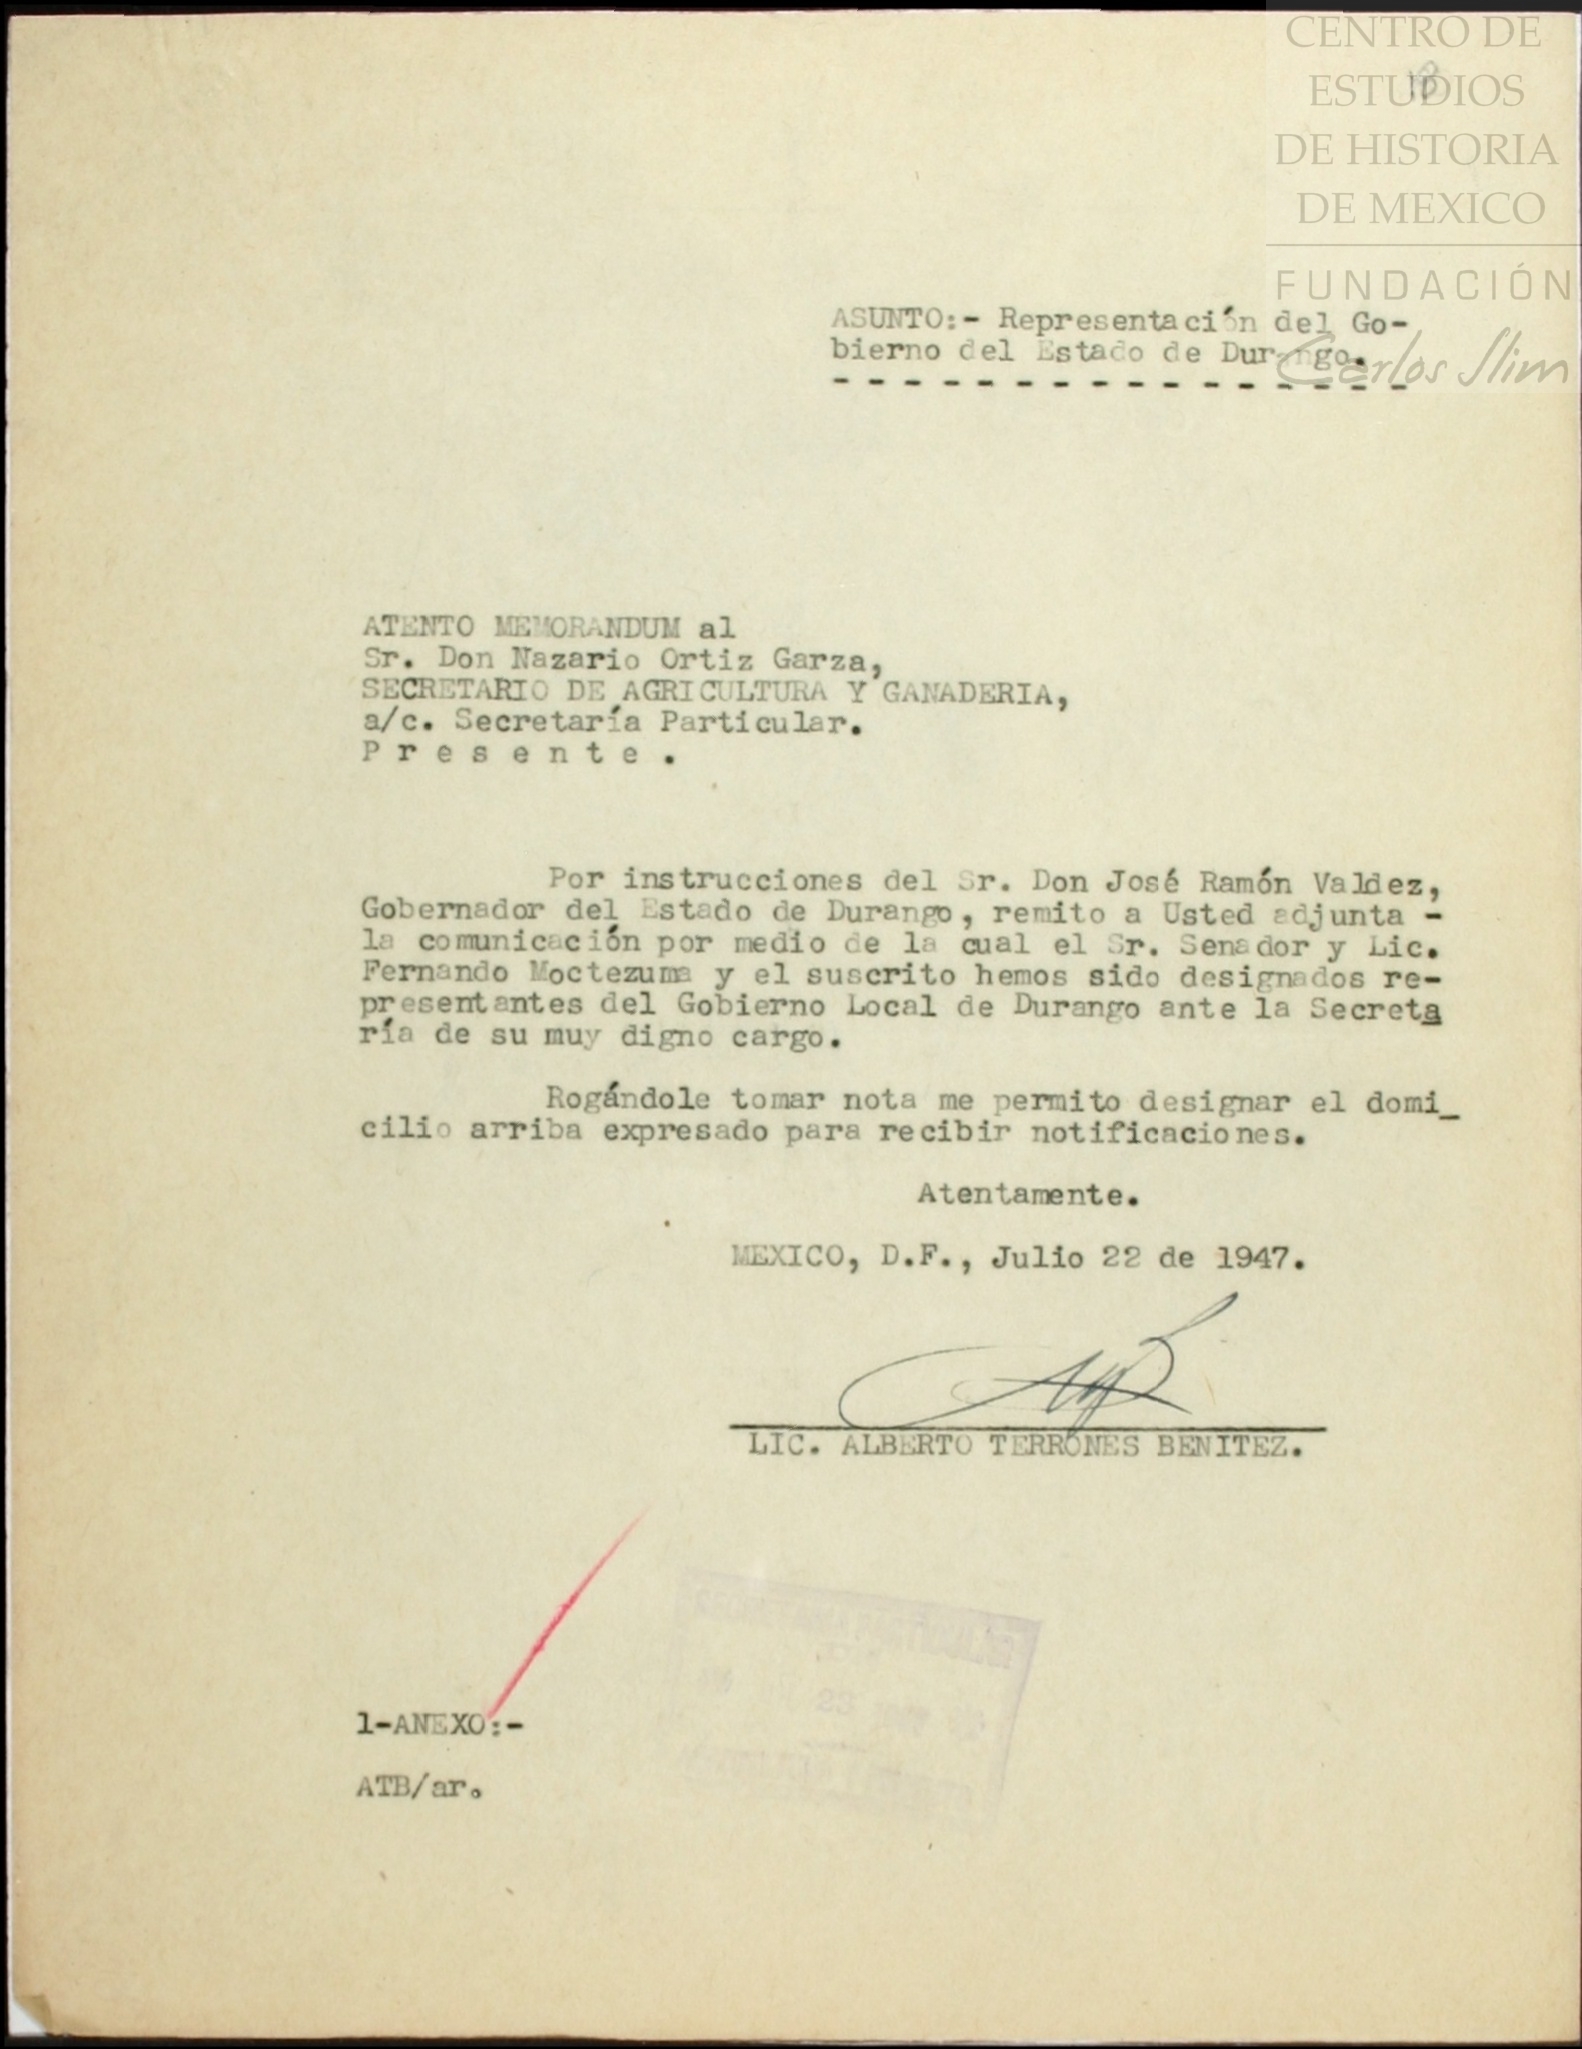 CENTRO DE
ESTUDIOS
DE HISTORIA
DE MEXICO
FUNDACIÓN
Carlos Slim
ASUNTO:- Representación del Go-
bierno del Estado de Durango.
- - - - - - - - - - - - - - - -
ATENTO MEMORANDUM al
Sr. Don Nazario Ortiz Garza,
SECRETARIO DE AGRICULTURA Y GANADERIA,
a/c. Secretaría Particular.
P r e s e n t e .
Por instrucciones del Sr. Don José Ramón Valdez,
Gobernador del Estado de Durango, remito a Usted adjunta -
la comunicación por medio de la cual el Sr. Senador y Lic.
Fernando Moctezuma y el suscrito hemos sido designados re-
presentantes del Gobierno Local de Durango ante la Secreta
ría de su muy digno cargo.
Rogándole tomar nota me permito designar el domi_
cilio arriba expresado para recibir notificaciones.
Atentamente.
MEXICO, D.F., Julio 22 de 1947.
LIC. ALBERTO TERRONES BENITEZ.
1-ANEXO:-
ATB/ar.